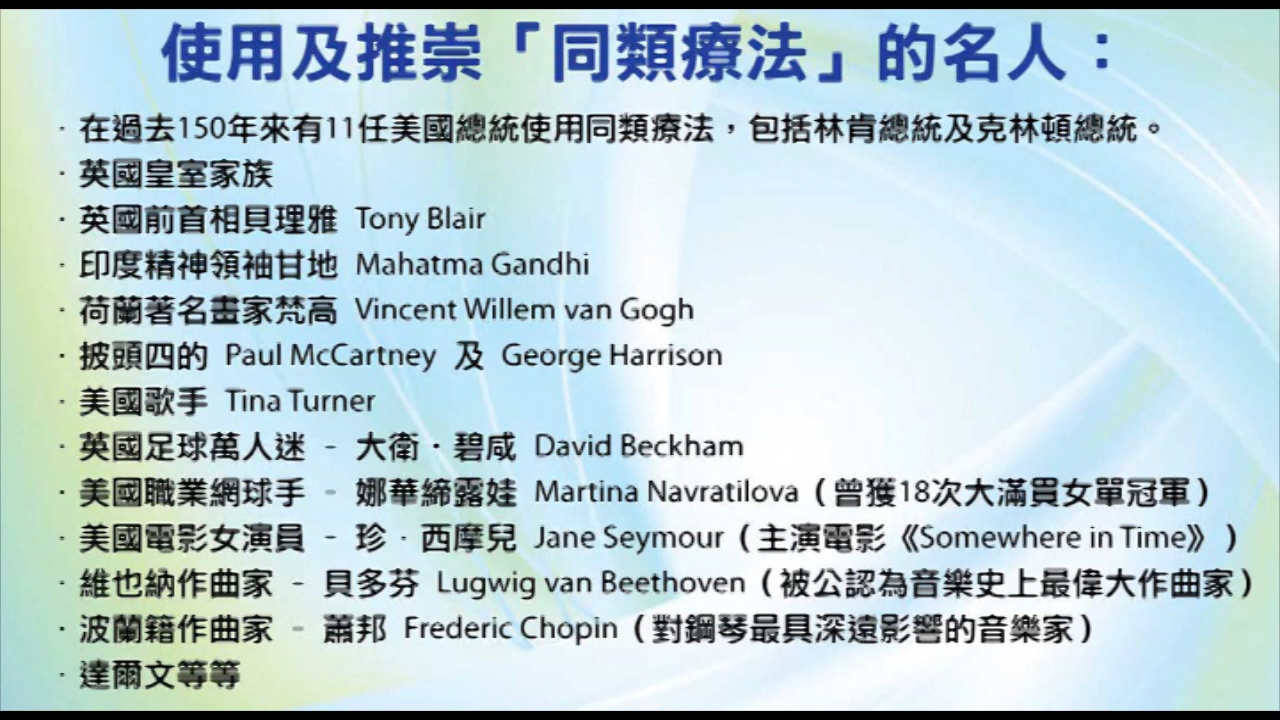 使用及推崇「同類療法」的名人：
· 在過去150年來有11任美國總統使用同類療法，包括林肯總統及克林頓總統。
· 英國皇室家族
· 英國前首相貝理雅 Tony Blair
· 印度精神領袖甘地 Mahatma Gandhi
· 荷蘭著名畫家梵高 Vincent Willem van Gogh
· 披頭四的 Paul McCartney 及 George Harrison
· 美國歌手 Tina Turner
· 英國足球萬人迷 - 大衛·碧咸 David Beckham
· 美國職業網球手 - 娜華締露娃 Martina Navratilova（曾獲18次大滿貫女單冠軍）
· 美國電影女演員 - 珍·西摩兒 Jane Seymour（主演電影《Somewhere in Time》）
· 維也納作曲家 - 貝多芬 Lugwig van Beethoven（被公認為音樂史上最偉大作曲家）
· 波蘭籍作曲家 - 蕭邦 Frederic Chopin（對鋼琴最具深遠影響的音樂家）
· 達爾文等等